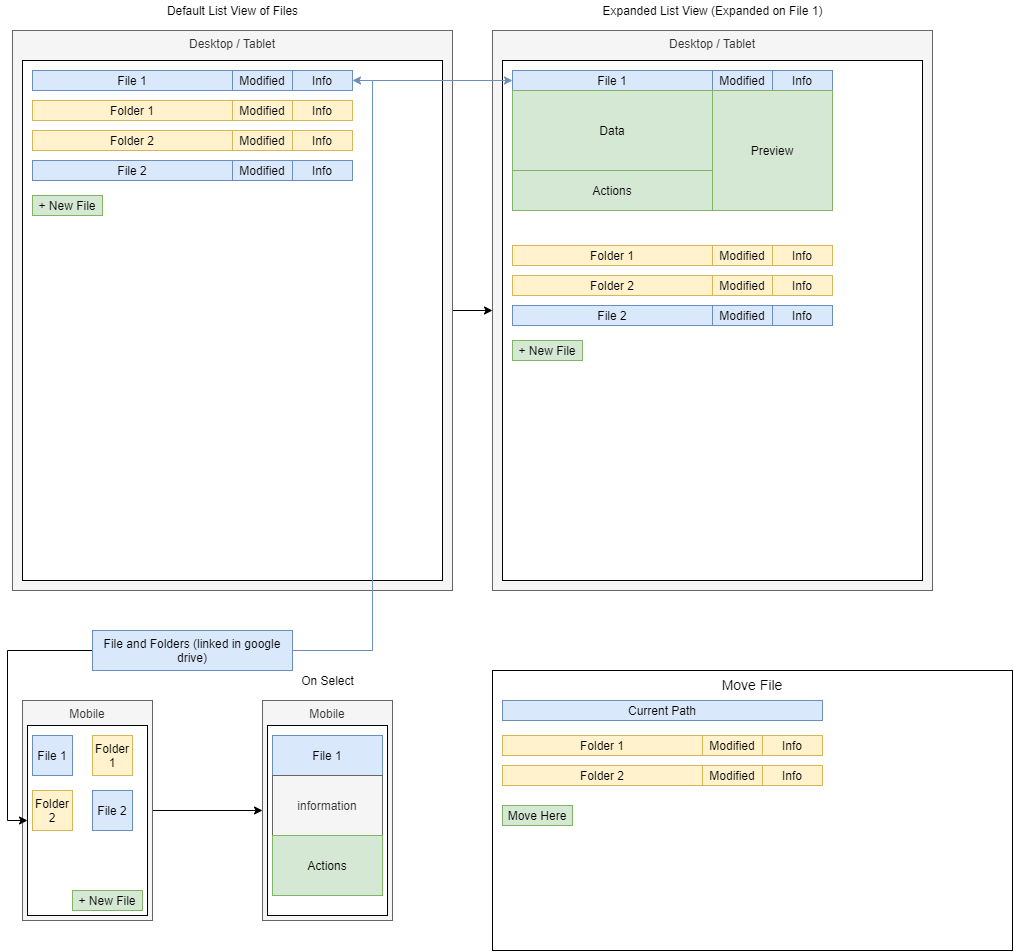 Default List View of Files
Expanded List View (Expanded on File 1)
Desktop / Tablet
Desktop / Tablet
File 1 Modified Info
Folder 1 Modified Info
Folder 2 Modified Info
File 2 Modified Info
+ New File
File 1 Modified Info
Data
Preview
Actions
Folder 1 Modified Info
Folder 2 Modified Info
File 2 Modified Info
+ New File
File and Folders (linked in google
drive)
On Select
Mobile
File 1
Folder
1
Folder
2
File 2
+ New File
Mobile
File 1
information
Actions
Move File
Current Path
Folder 1 Modified Info
Folder 2 Modified Info
Move Here